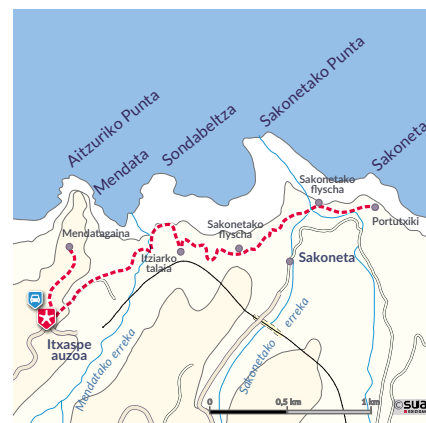 Aitzuriko Punta
Mendata
Sondabeltza
Sakonetako Punta
Sakoneta
Mendatagaina
Itziarko
talaia
Sakonetako
flyscha
Sakonetako
flyscha
Portutxiki
Sakoneta
Itxaspe
auzoa
Mendatako erreka
Sakonetako erreka
0
0,5 km
1 km
©sua